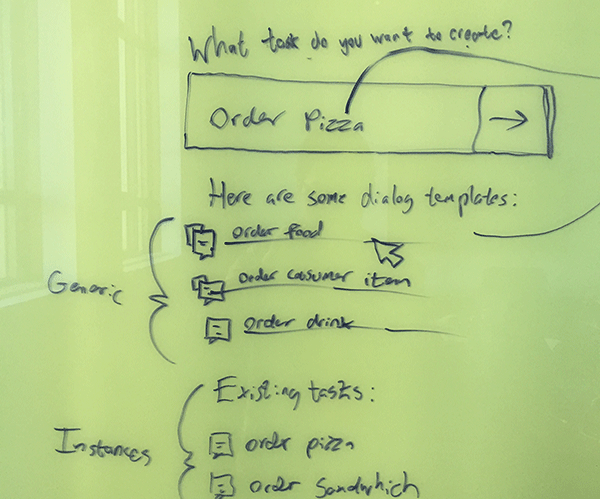 What task do you want to create?
Order Pizza
Here are some dialog templates:
Generic
order food
order consumer item
order drink
Existing tasks:
Instances
order pizza
order sandwhich